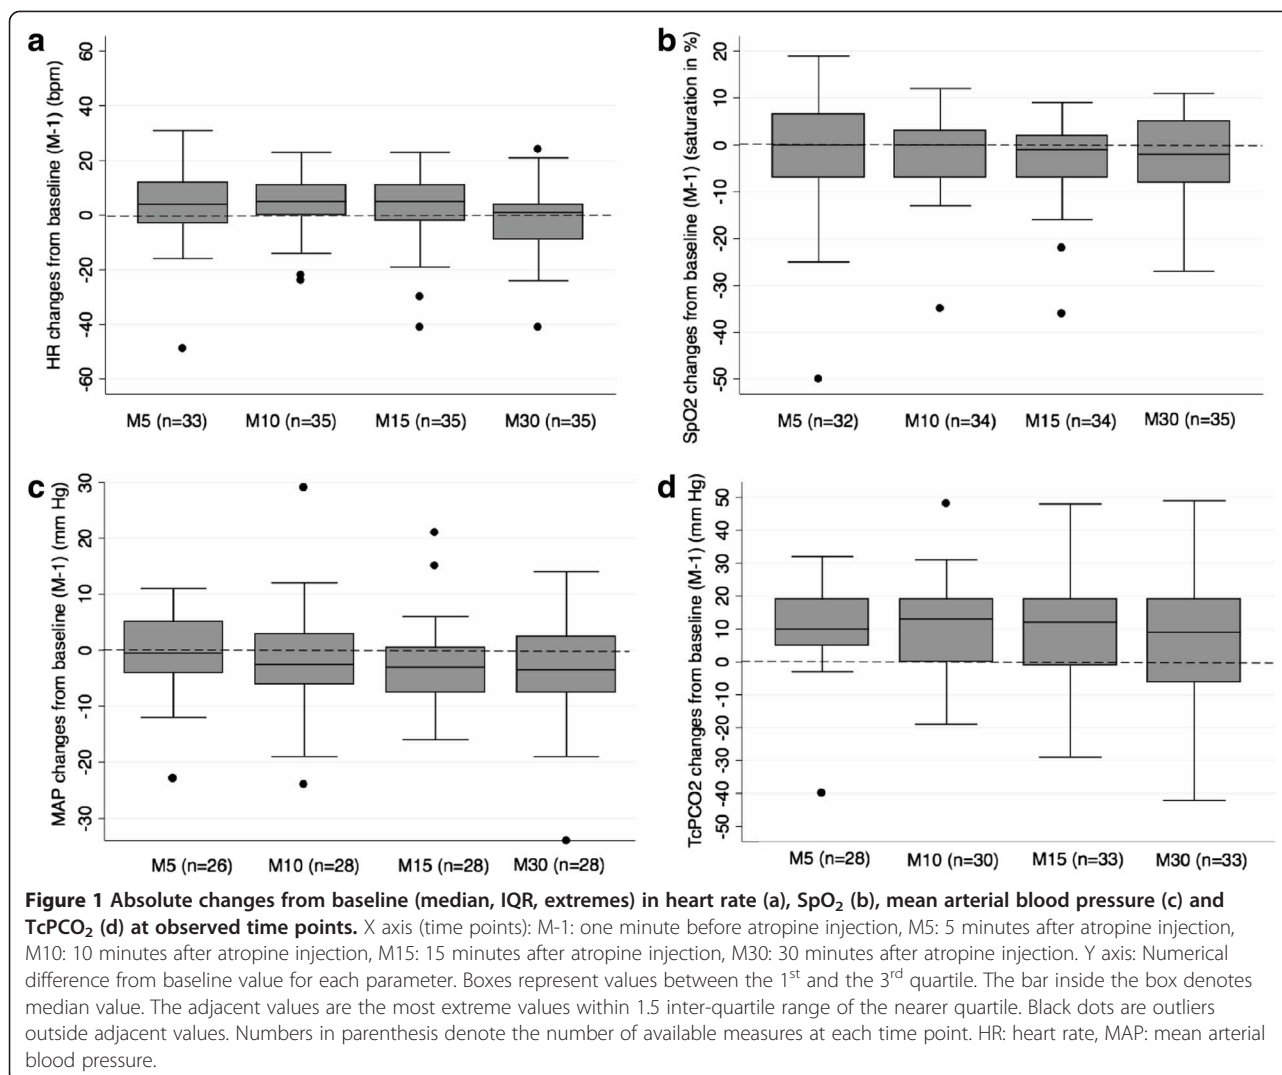 a
HR changes from baseline (M-1) (bpm)
60
40
20
0
-20
-40
-60
M5 (n=33) M10 (n=35) M15 (n=35) M30 (n=35)
b
SpO2 changes from baseline (M-1) (saturation in %)
20
10
0
-10
-20
-30
-40
-50
M5 (n=32) M10 (n=34) M15 (n=34) M30 (n=35)
c
MAP changes from baseline (M-1) (mm Hg)
30
20
10
0
-10
-20
-30
M5 (n=26) M10 (n=28) M15 (n=28) M30 (n=28)
d
TcPCO2 changes from baseline (M-1) (mm Hg)
50
40
30
20
10
0
-10
-20
-30
-40
-50
M5 (n=28) M10 (n=30) M15 (n=33) M30 (n=33)
Figure 1 Absolute changes from baseline (median, IQR, extremes) in heart rate (a), SpO₂ (b), mean arterial blood pressure (c) and
TcPCO₂ (d) at observed time points. X axis (time points): M-1: one minute before atropine injection, M5: 5 minutes after atropine injection,
M10: 10 minutes after atropine injection, M15: 15 minutes after atropine injection, M30: 30 minutes after atropine injection. Y axis: Numerical
difference from baseline value for each parameter. Boxes represent values between the 1st and the 3rd quartile. The bar inside the box denotes
median value. The adjacent values are the most extreme values within 1.5 inter-quartile range of the nearer quartile. Black dots are outliers
outside adjacent values. Numbers in parenthesis denote the number of available measures at each time point. HR: heart rate, MAP: mean arterial
blood pressure.